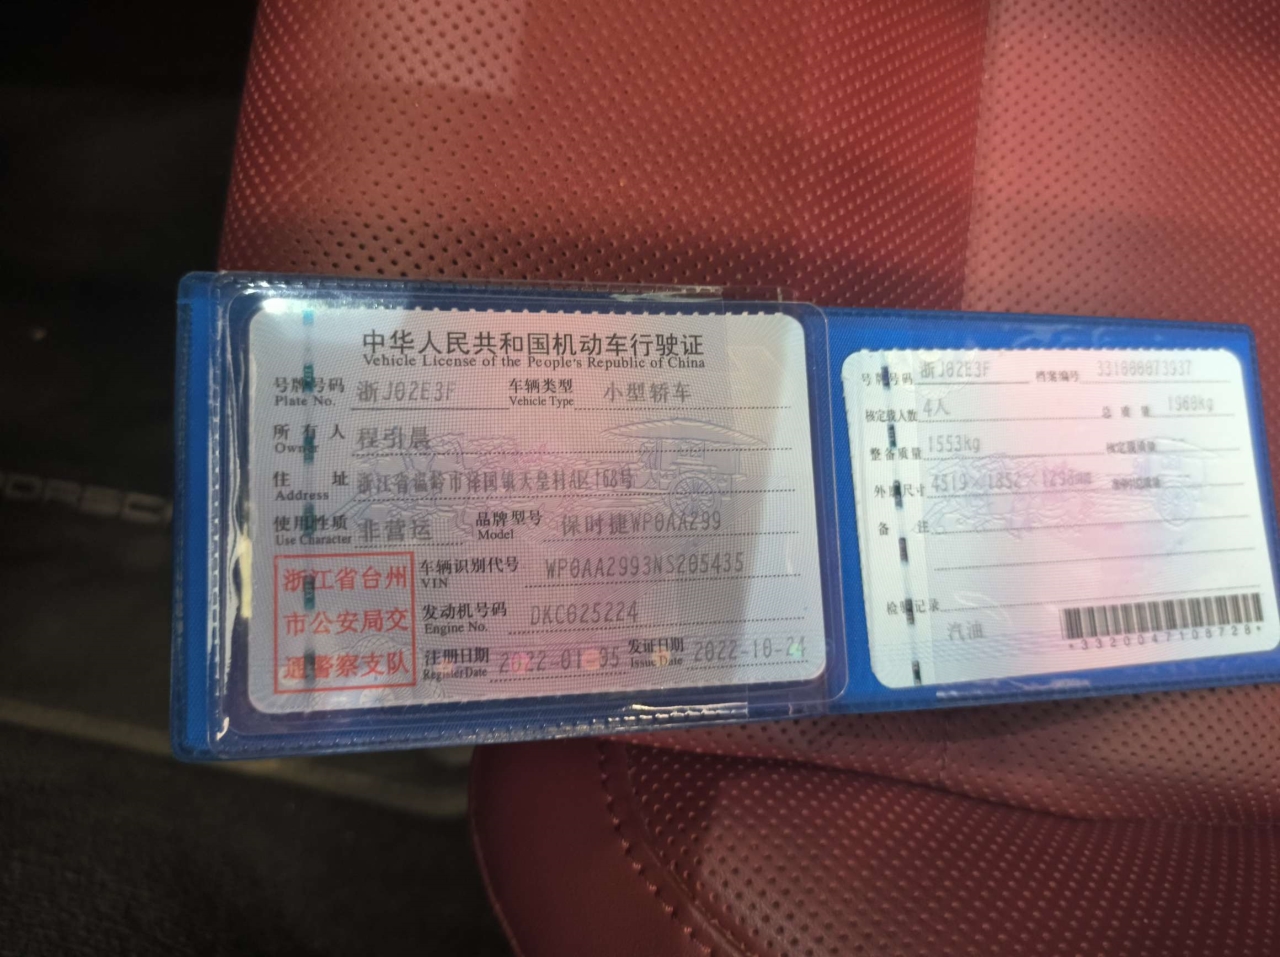 中华人民共和国机动车行驶证
Vehicle License of the People's Republic of China
号牌号码 浙J02E3F 车辆类型 小型轿车
Plate No. Vehicle Type
所有人 程引晨
Owner
住址 浙江省温岭市泽国镇天皇村A区168号
Address
使用性质 非营运 品牌型号 保时捷WP0AA299
Use Character Model
浙江省台州
市公安局交
通警察支队
车辆识别代号 WP0AA2993NS205435
VIN
发动机号码 DKC025224
Engine No.
注册日期 2022-01- 发证日期 2022-10-24
Register Date Issue Date
号牌号码 浙J02E3F 档案编号 331000073937
核定载人数 4人 总质量 1960kg
整备质量 1553kg 核定载质量
外廓尺寸 4519×1852×1298mm
备注
检验记录
汽油
*3320047108728*